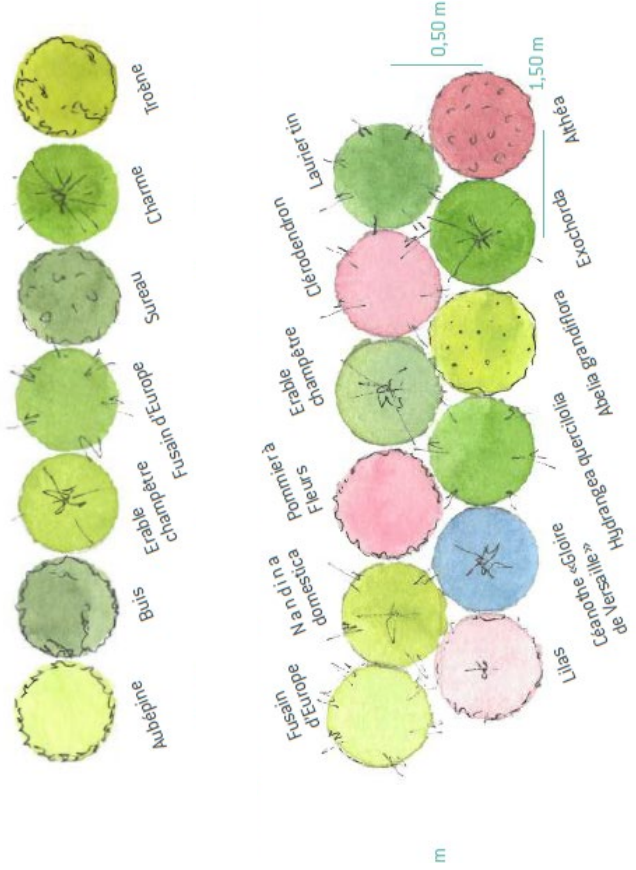 Aubépine
Buis
Erable
champêtre
Fusain d'Europe
Sureau
Charme
Troène
Fusain
d'Europe
Nandina
domestica
Pommier à
Fleurs
Erable
champêtre
Clérodendron
Laurier tin
m
0,50 m
1,50 m
Lilas
Céanothe «Gloire
de Versaille»
Hydrangea quercilolia
Abelia grandiflora
Exochorda
Althéa